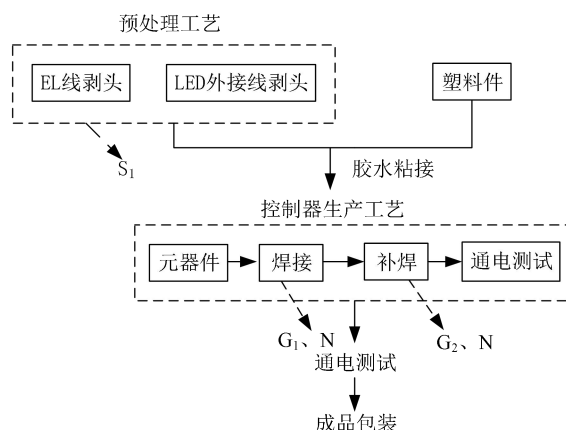 预处理工艺
EL线剥头
LED外接线剥头
塑料件
S1
胶水粘接
控制器生产工艺
元器件
焊接
补焊
通电测试
G1、N
G2、N
通电测试
成品包装